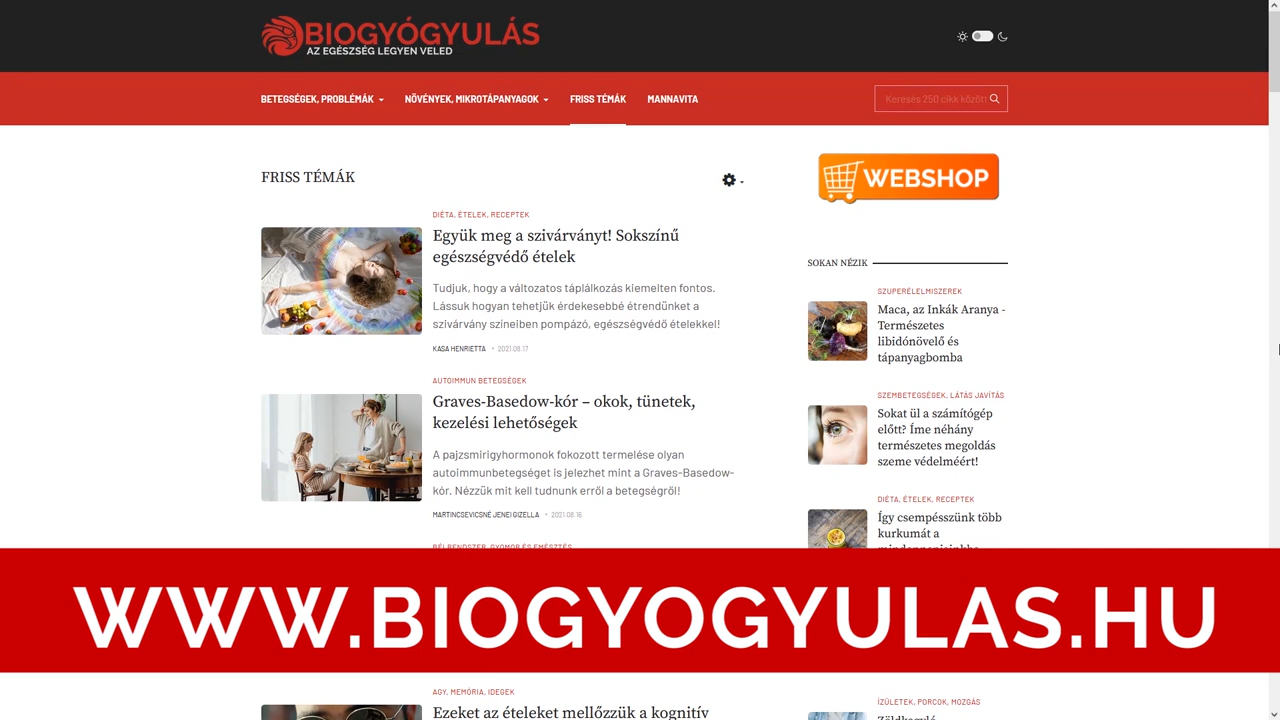 BIOGYÓGYULÁS
AZ EGÉSZSÉG LEGYEN VELED
BETEGSÉGEK, PROBLÉMÁK
NÖVÉNYEK, MIKROTÁPANYAGOK
FRISS TÉMÁK
MANNAVITA
Keresés 250 cikk között
FRISS TÉMÁK
DIÉTA, ÉTELEK, RECEPTEK
Együk meg a szivárványt! Sokszínű
egészségvédő ételek
Tudjuk, hogy a változatos táplálkozás kiemelten fontos.
Lássuk hogyan tehetjük érdekesebbé étrendünket a
szivárvány színeiben pompázó, egészségvédő ételekkel!
KASA HENRIETTA • 2021.08.17
AUTOIMMUN BETEGSÉGEK
Graves-Basedow-kór – okok, tünetek,
kezelési lehetőségek
A pajzsmirigyhormonok fokozott termelése olyan
autoimmunbetegséget is jelezhet mint a Graves-Basedow-
kór. Nézzük mit kell tudnunk erről a betegségről!
MARTINCSEVICSNÉ JENEI GIZELLA • 2021.08.16
BÉLRENDSZER, GYOMOR ÉS EMÉSZTÉS
WEBSHOP
SOKAN NÉZIK
SZUPERÉLELMISZEREK
Maca, az Inkák Aranya -
Természetes
libidónövelő és
tápanyagbomba
SZEMBETEGSÉGEK, LÁTÁS JAVÍTÁS
Sokat ül a számítógép
előtt? Íme néhány
természetes megoldás
szeme védelméért!
DIÉTA, ÉTELEK, RECEPTEK
Így csempésszünk több
kurkumát a
mindennapjainkba
WWW.BIOGYOGYULAS.HU
AGY, MEMÓRIA, IDEGEK
Ezeket az ételeket mellőzzük a kognitív
ÍZÜLETEK, PORCOK, MOZGÁS
Zöldkagyló